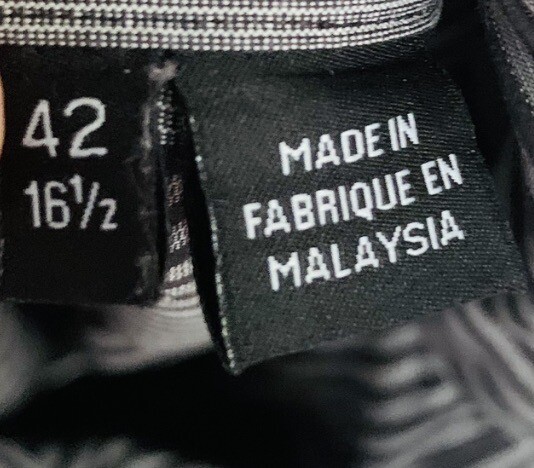 42
16½
MADE IN
FABRIQUE EN
MALAYSIA